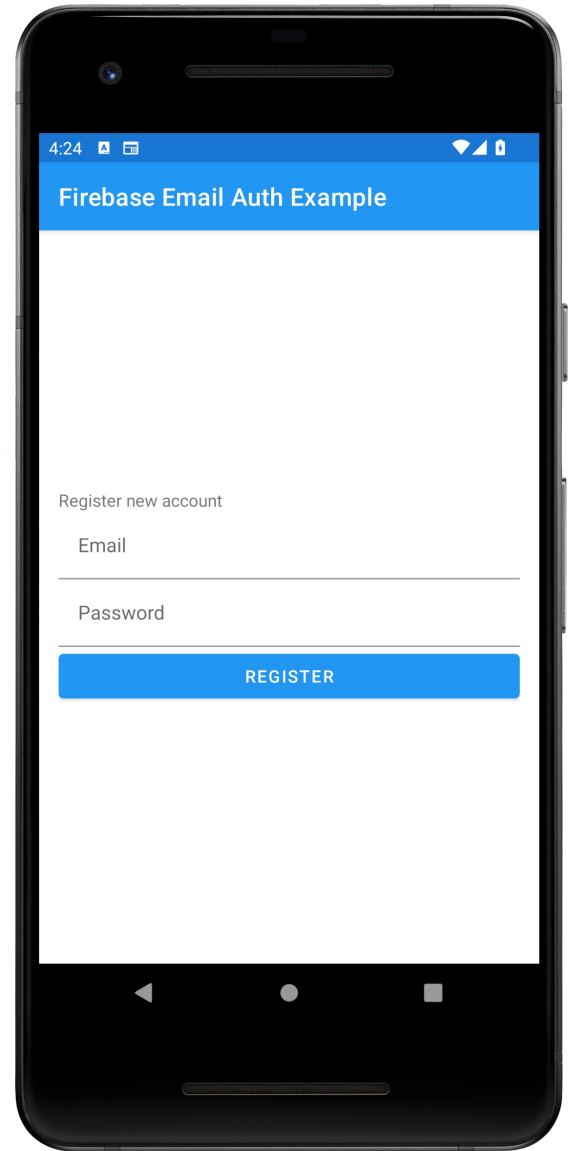 4:24
Firebase Email Auth Example
Register new account
Email
Password
REGISTER